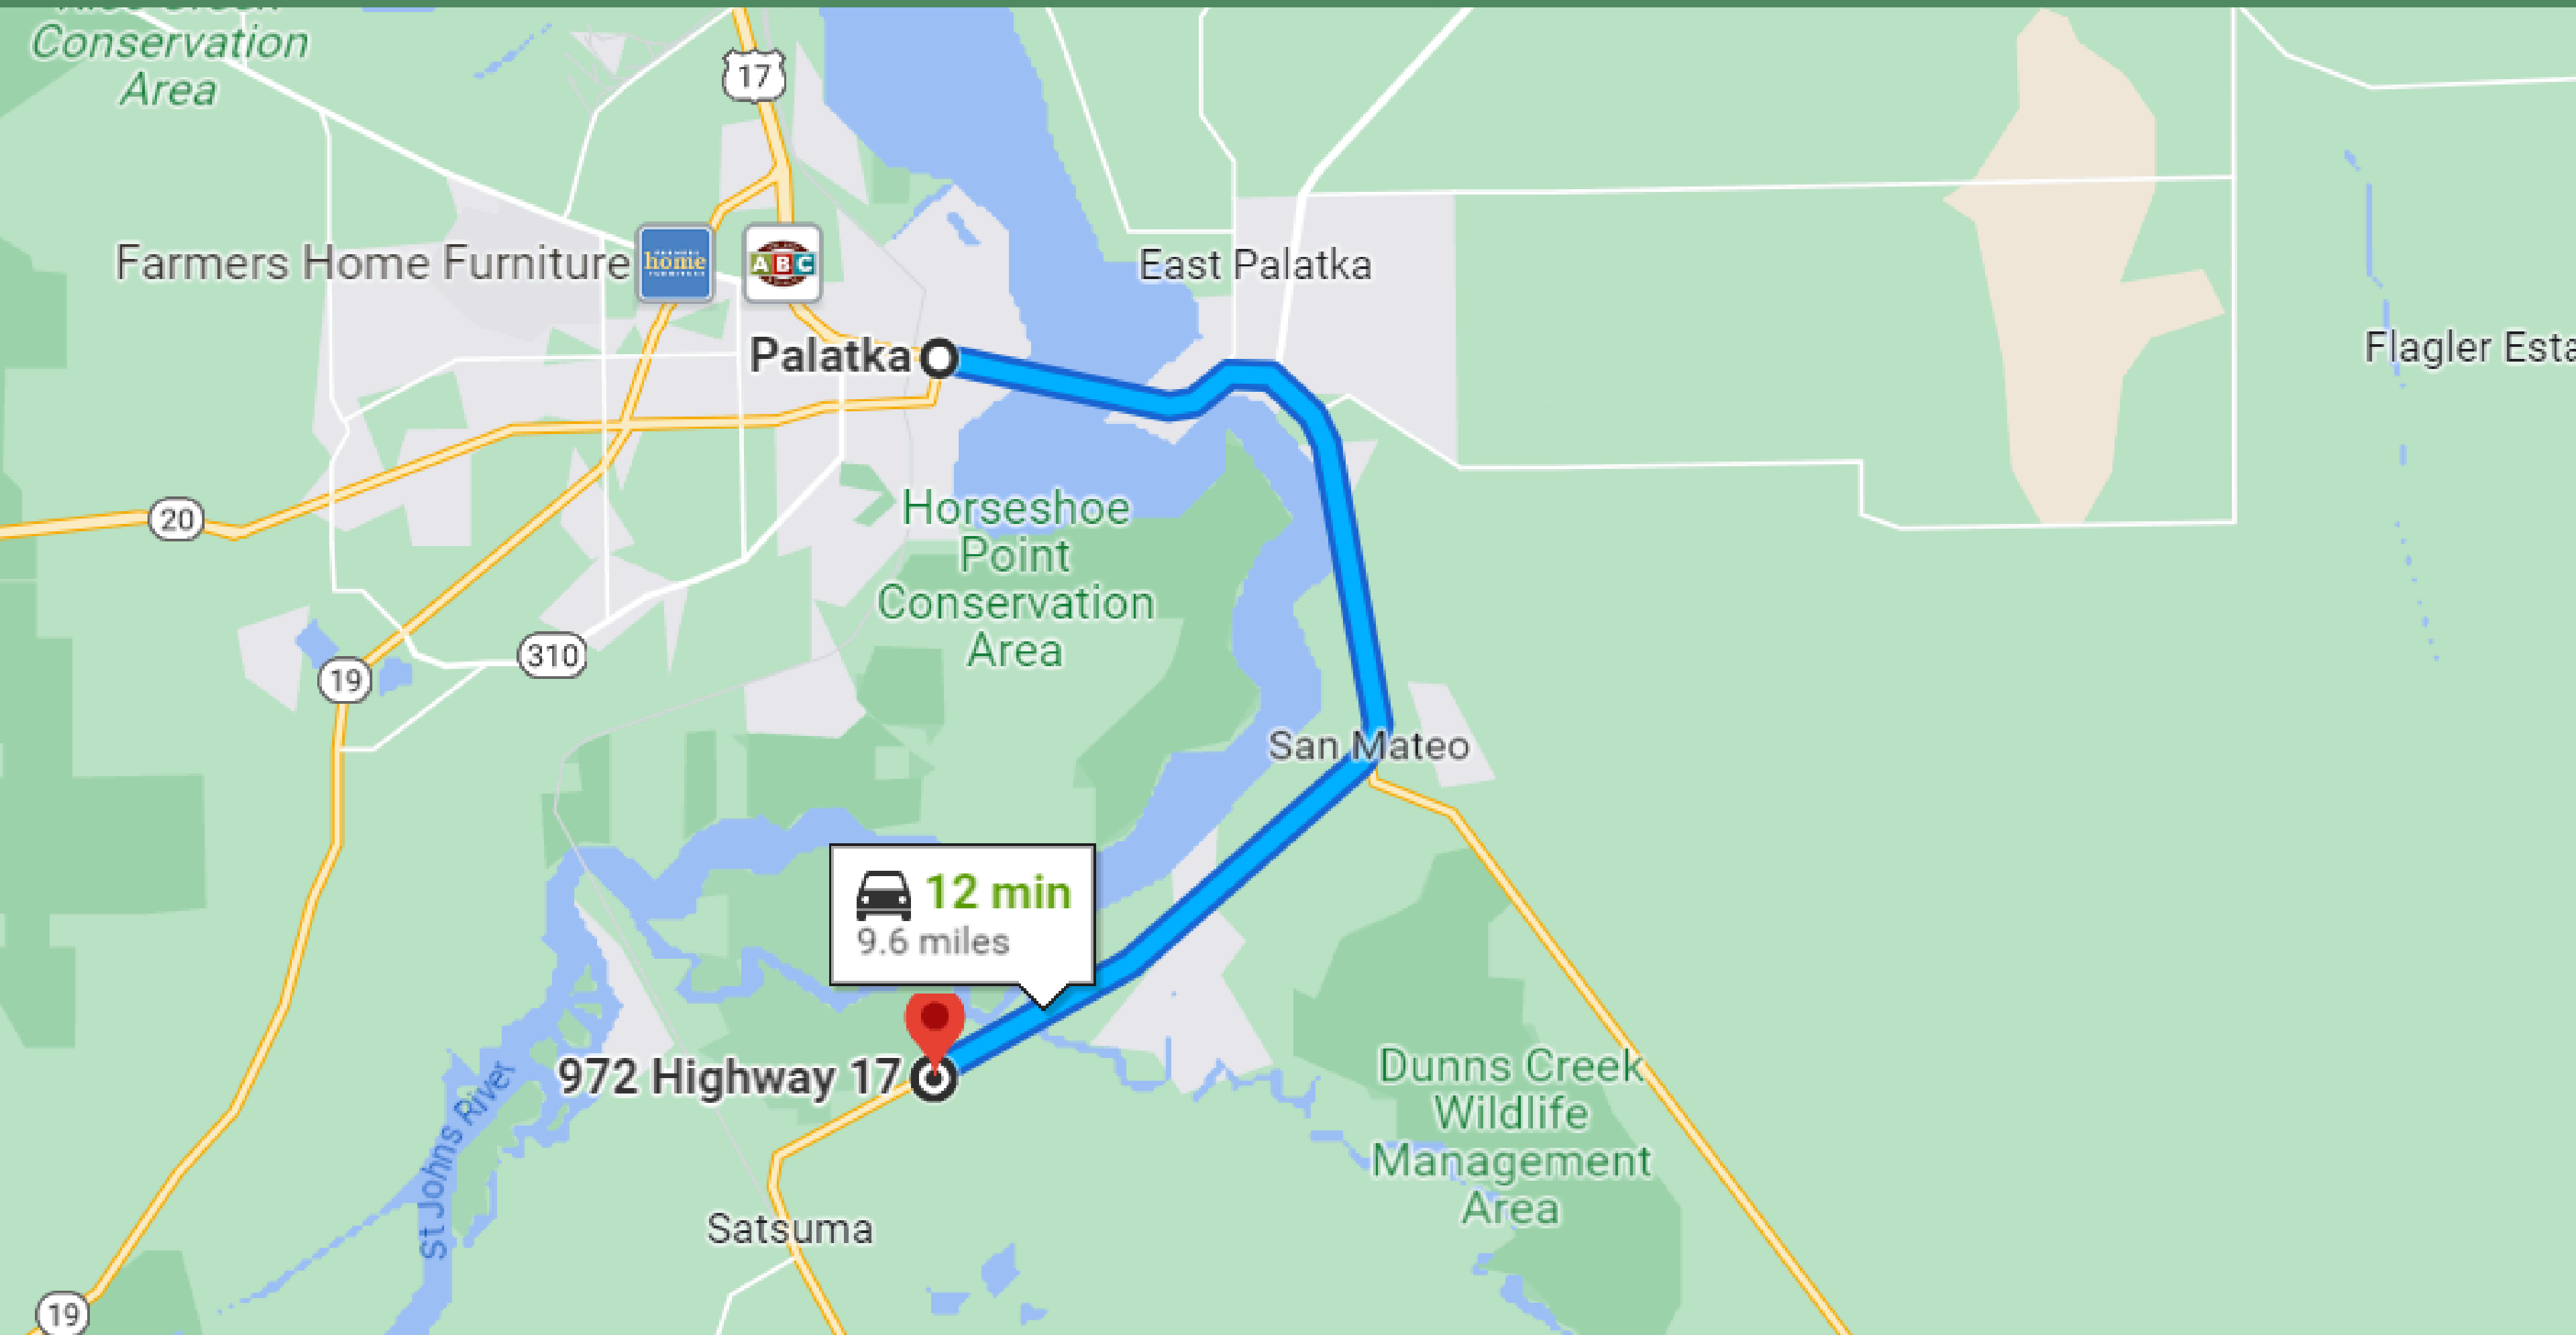 Conservation
Area
17
Farmers Home Furniture
home
ABC
East Palatka
Palatka
Flagler Esta
20
Horseshoe
Point
Conservation
Area
310
19
San Mateo
12 min
9.6 miles
972 Highway 17
St Johns River
Dunns Creek
Wildlife
Management
Area
Satsuma
19